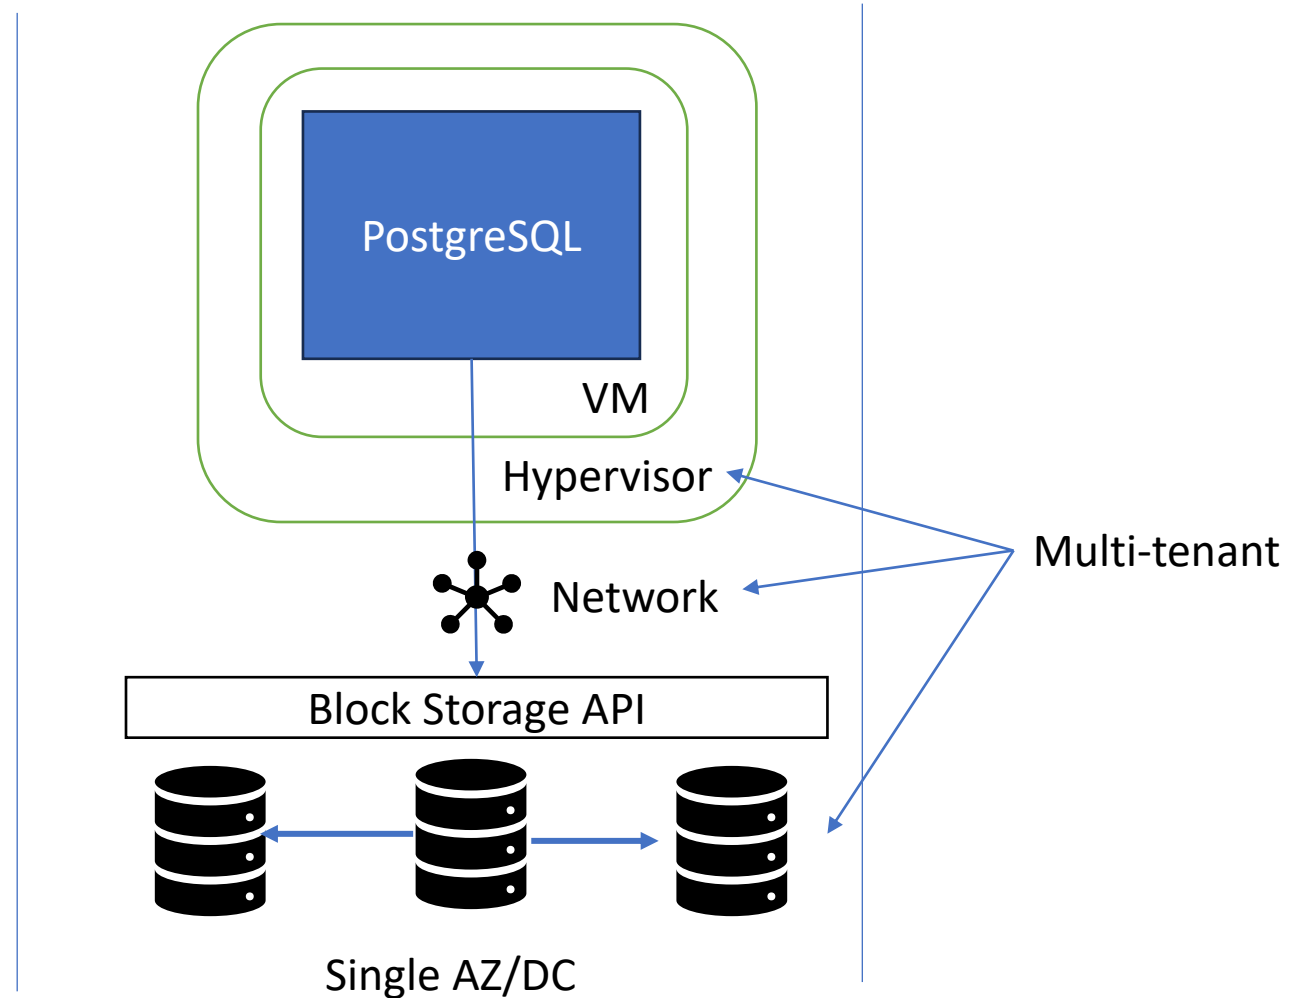 PostgreSQL
VM
Hypervisor
Multi-tenant
Network
Block Storage API
Single AZ/DC